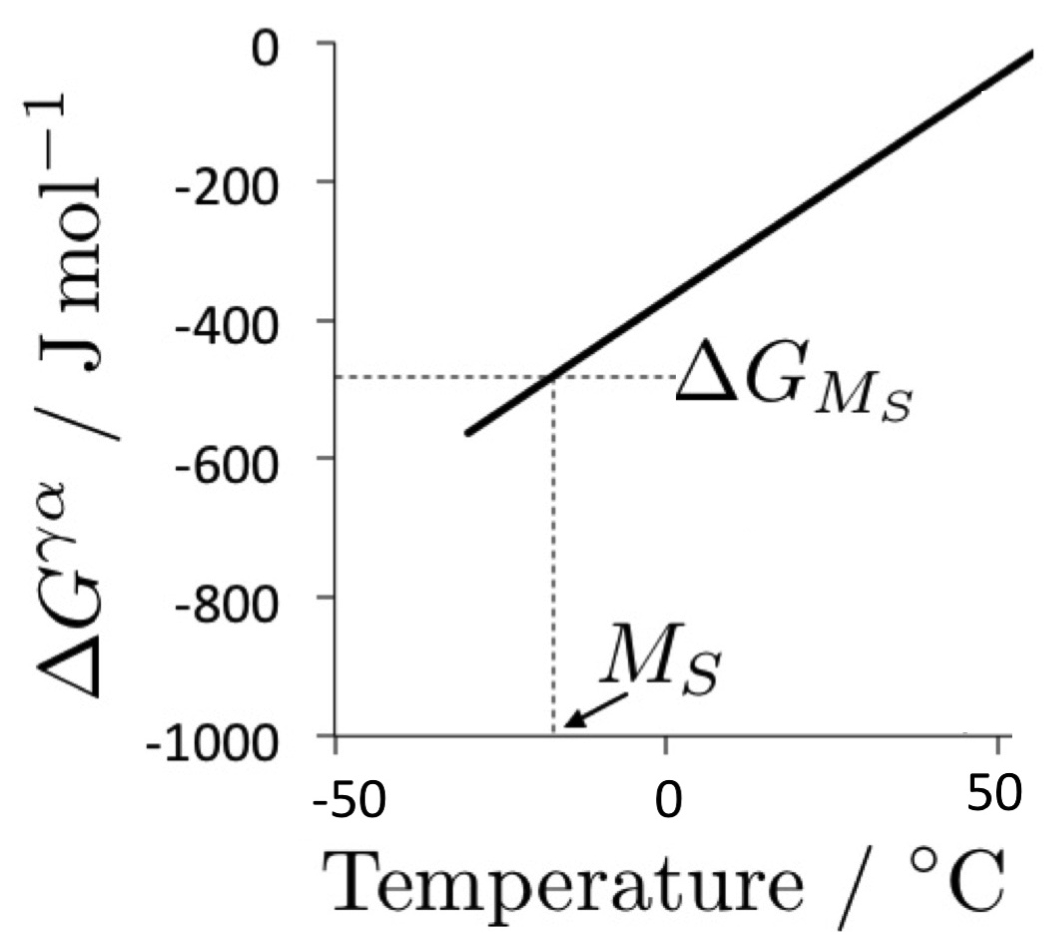 0
-200
-400
-600
-800
-1000
ΔG^{γα} / J mol^{−1}
ΔG_{M_S}
M_S
-50 0 50
Temperature / °C